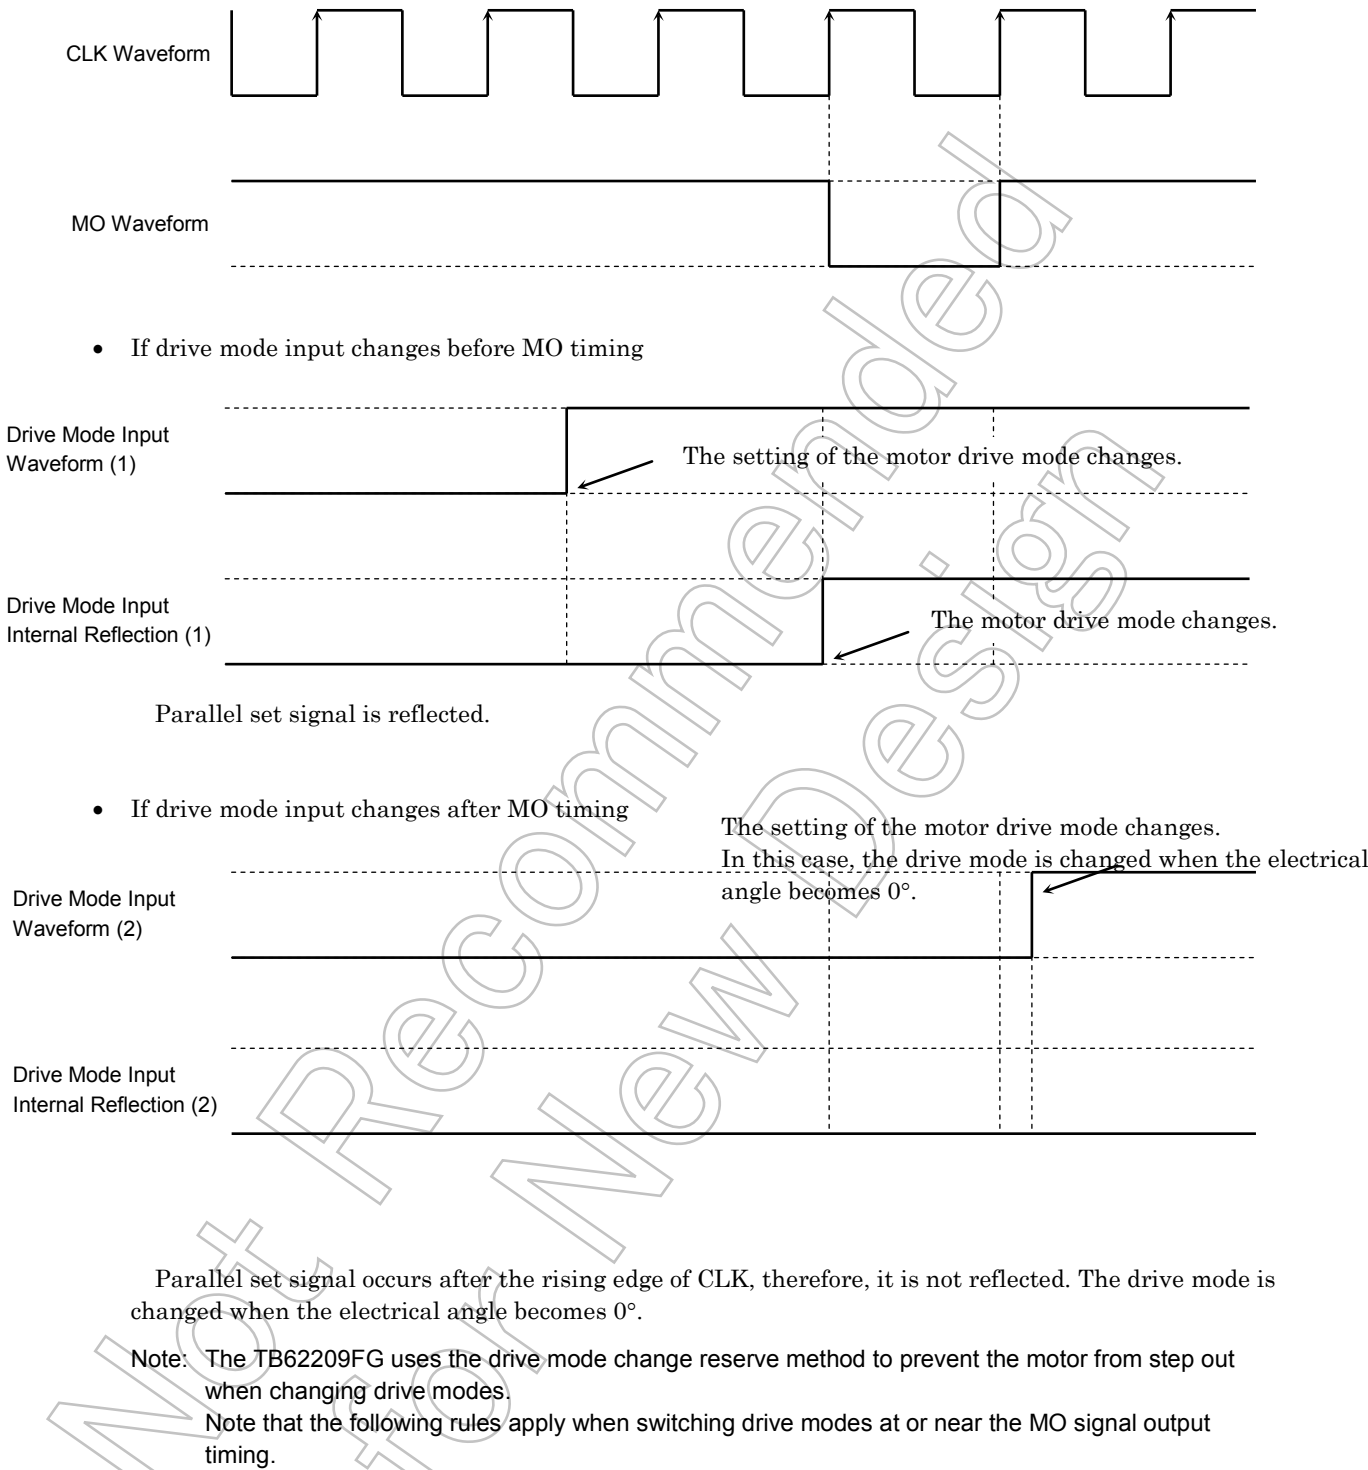 CLK Waveform
MO Waveform
• If drive mode input changes before MO timing
Drive Mode Input
Waveform (1)
The setting of the motor drive mode changes.
Drive Mode Input
Internal Reflection (1)
The motor drive mode changes.
Parallel set signal is reflected.
• If drive mode input changes after MO timing
The setting of the motor drive mode changes.
In this case, the drive mode is changed when the electrical
angle becomes 0°.
Drive Mode Input
Waveform (2)
Drive Mode Input
Internal Reflection (2)
Parallel set signal occurs after the rising edge of CLK, therefore, it is not reflected. The drive mode is
changed when the electrical angle becomes 0°.
Note: The TB62209FG uses the drive mode change reserve method to prevent the motor from step out
when changing drive modes.
Note that the following rules apply when switching drive modes at or near the MO signal output
timing.
Not Recommended
for New Design